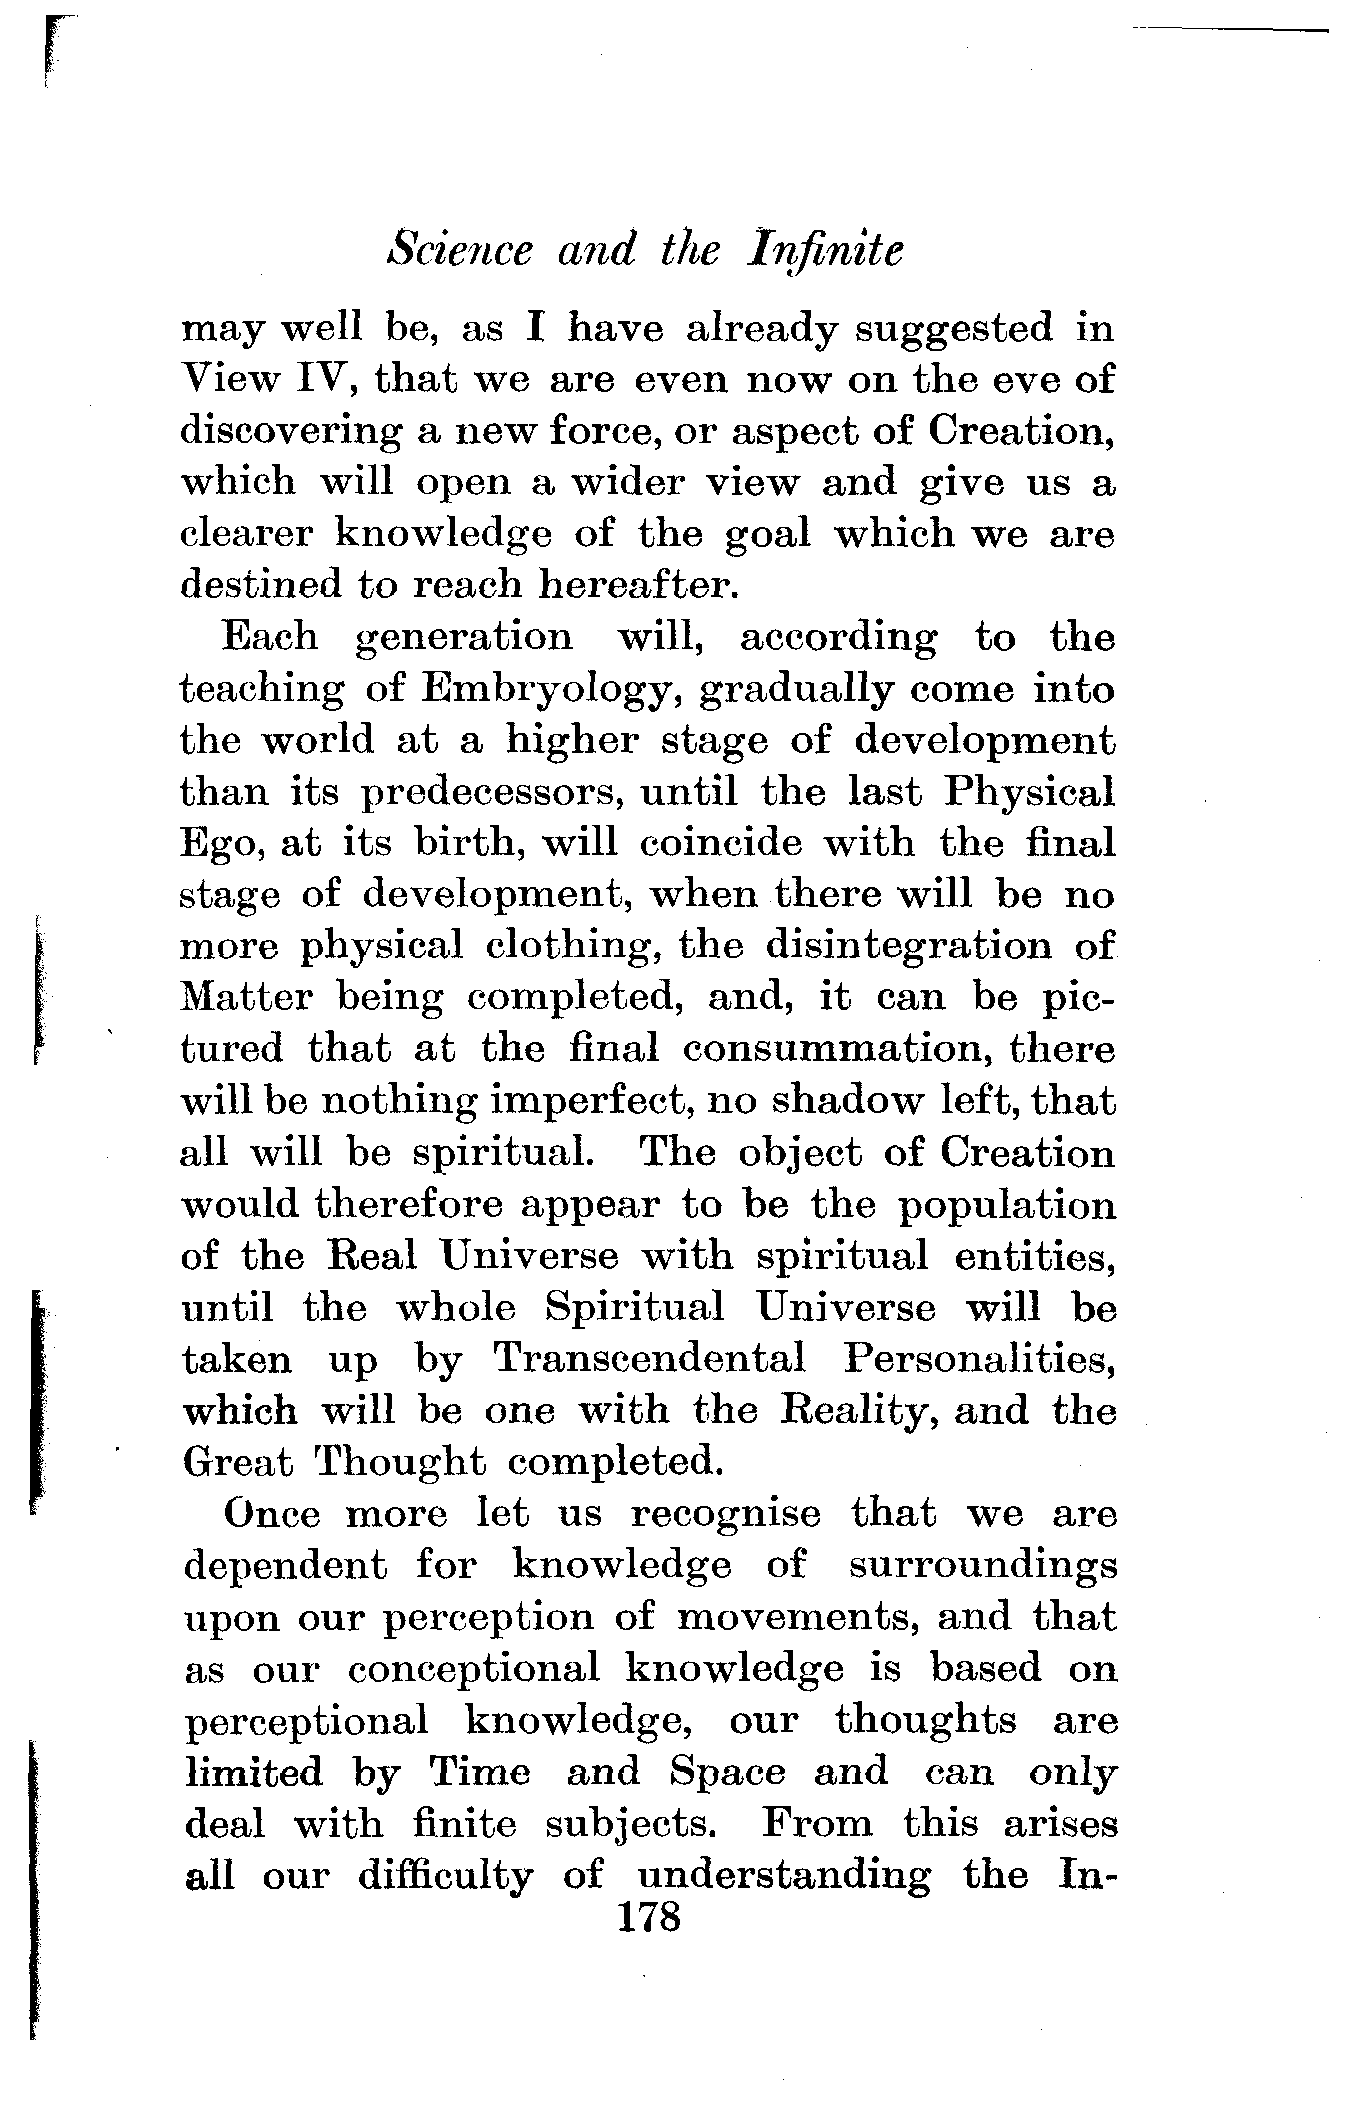 Science and the Infinite
may well be, as I have already suggested in
View IV, that we are even now on the eve of
discovering a new force, or aspect of Creation,
which will open a wider view and give us a
clearer knowledge of the goal which we are
destined to reach hereafter.
Each generation will, according to the
teaching of Embryology, gradually come into
the world at a higher stage of development
than its predecessors, until the last Physical
Ego, at its birth, will coincide with the final
stage of development, when there will be no
more physical clothing, the disintegration of
Matter being completed, and, it can be pic-
tured that at the final consummation, there
will be nothing imperfect, no shadow left, that
all will be spiritual. The object of Creation
would therefore appear to be the population
of the Real Universe with spiritual entities,
until the whole Spiritual Universe will be
taken up by Transcendental Personalities,
which will be one with the Reality, and the
Great Thought completed.
Once more let us recognise that we are
dependent for knowledge of surroundings
upon our perception of movements, and that
as our conceptional knowledge is based on
perceptional knowledge, our thoughts are
limited by Time and Space and can only
deal with finite subjects. From this arises
all our difficulty of understanding the In-
178